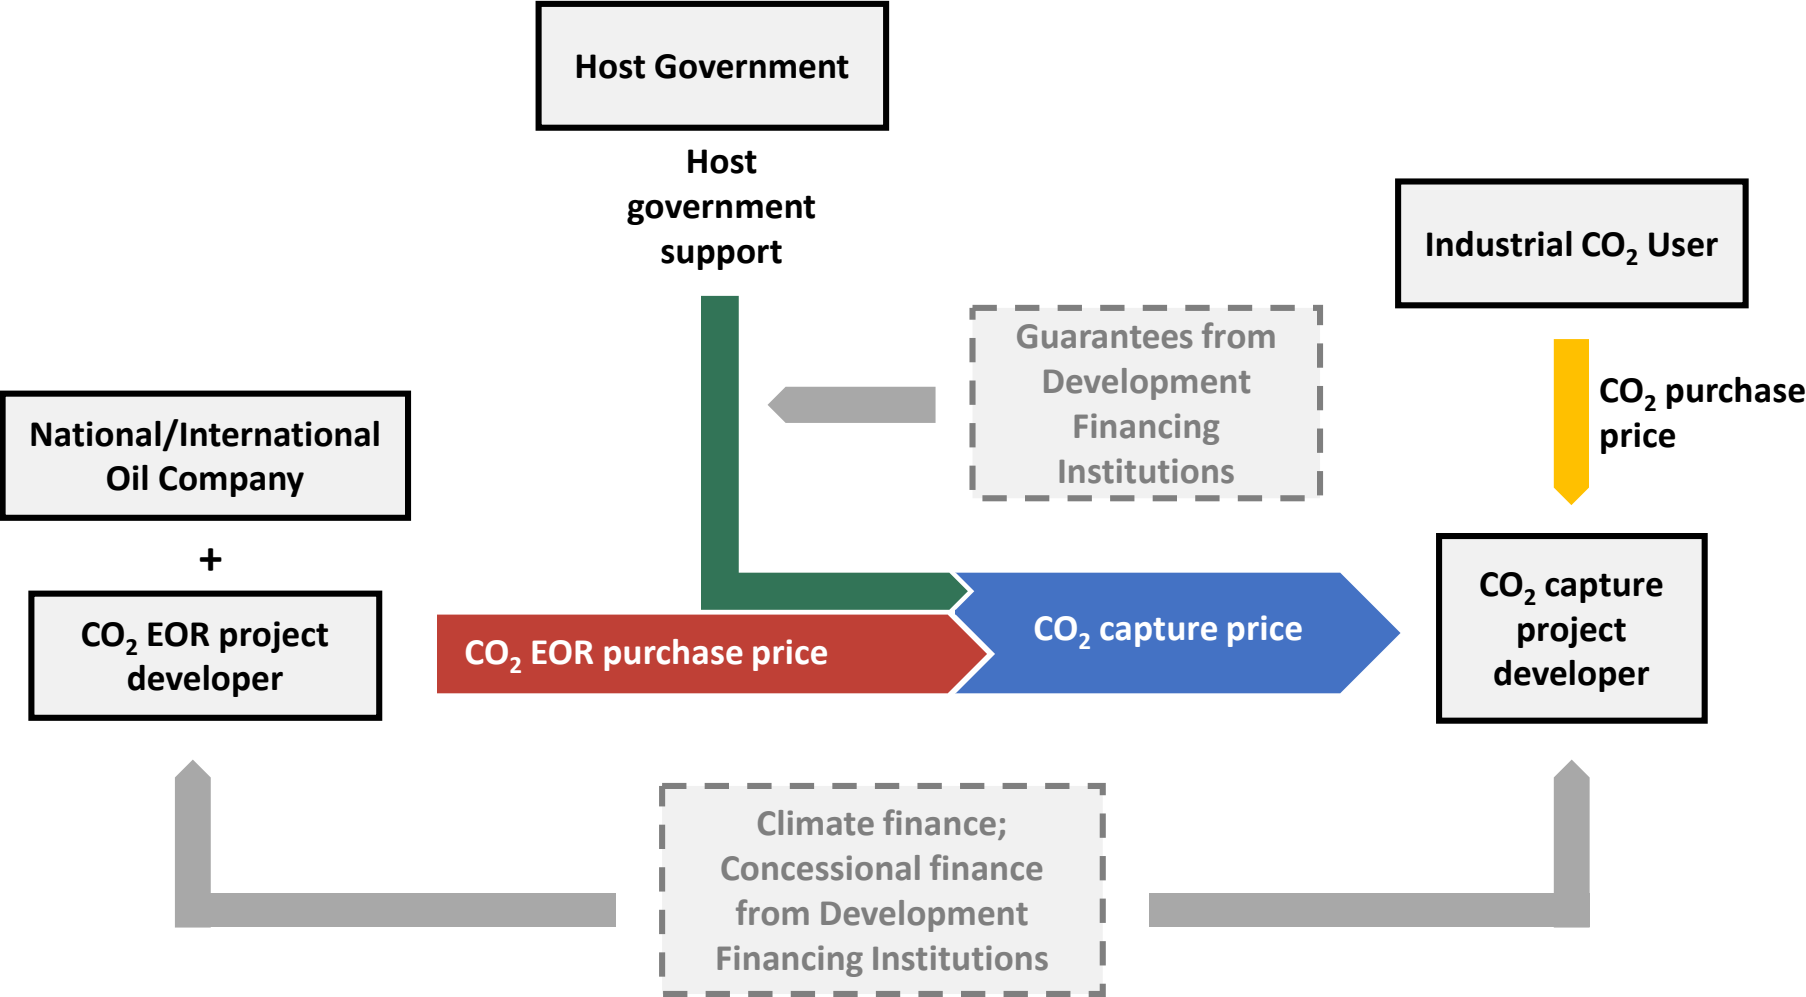 Host Government
Host
government
support
Industrial CO₂ User
Guarantees from
Development
Financing
Institutions
CO₂ purchase
price
National/International
Oil Company
+
CO₂ EOR project
developer
CO₂ EOR purchase price
CO₂ capture price
CO₂ capture
project
developer
Climate finance;
Concessional finance
from Development
Financing Institutions